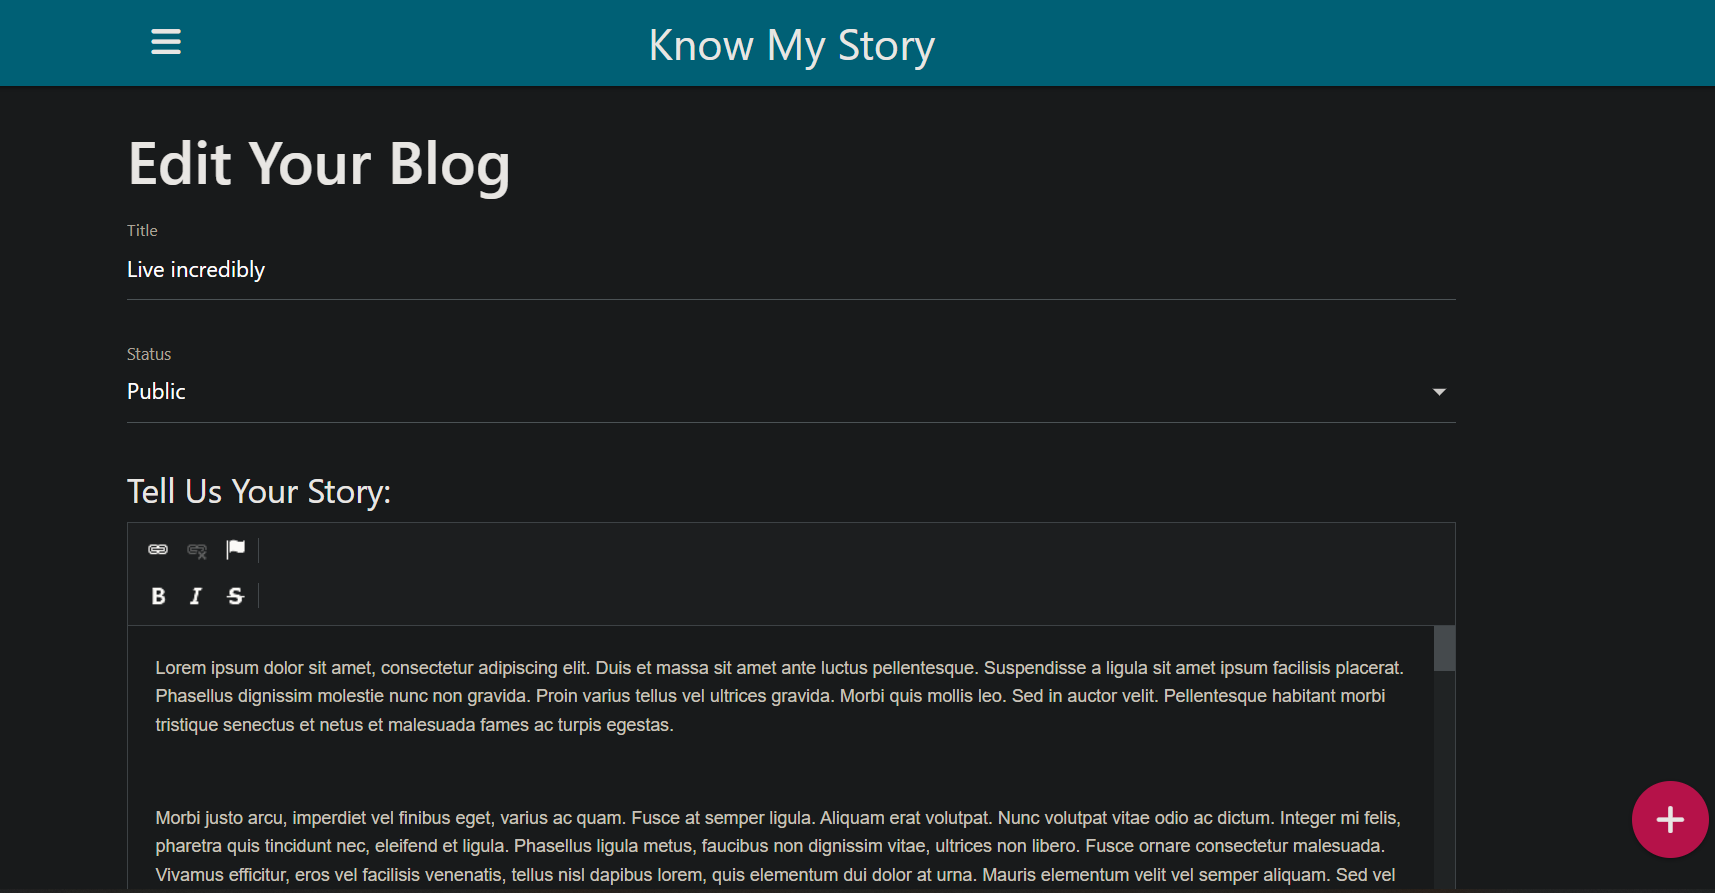 Know My Story
Edit Your Blog
Title
Live incredibly
Status
Public
Tell Us Your Story:
B I S
Lorem ipsum dolor sit amet, consectetur adipiscing elit. Duis et massa sit amet ante luctus pellentesque. Suspendisse a ligula sit amet ipsum facilisis placerat.
Phasellus dignissim molestie nunc non gravida. Proin varius tellus vel ultrices gravida. Morbi quis mollis leo. Sed in auctor velit. Pellentesque habitant morbi
tristique senectus et netus et malesuada fames ac turpis egestas.
Morbi justo arcu, imperdiet vel finibus eget, varius ac quam. Fusce at semper ligula. Aliquam erat volutpat. Nunc volutpat vitae odio ac dictum. Integer mi felis,
pharetra quis tincidunt nec, eleifend et ligula. Phasellus ligula metus, faucibus non dignissim vitae, ultrices non libero. Fusce ornare consectetur malesuada.
Vivamus efficitur, eros vel facilisis venenatis, tellus nisl dapibus lorem, quis elementum dui dolor at urna. Mauris elementum velit vel semper aliquam. Sed vel